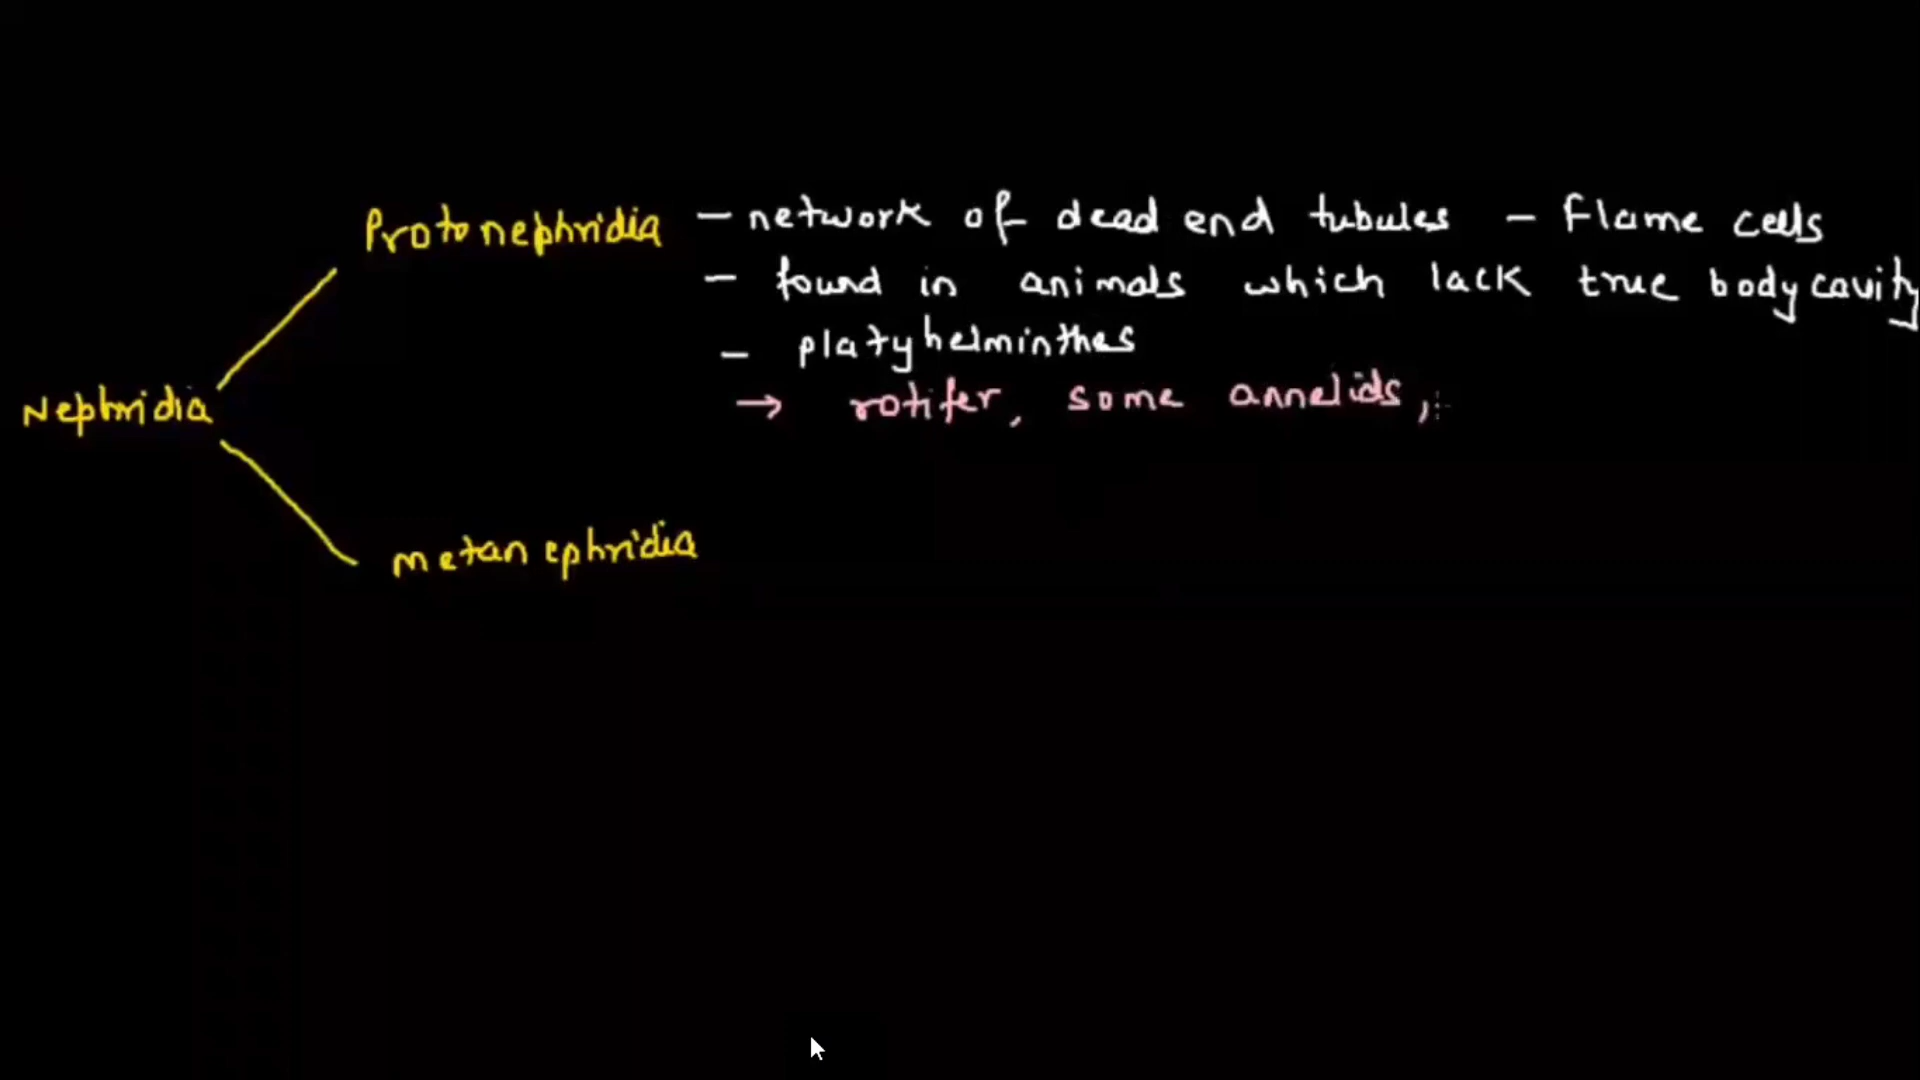 Protonephridia - network of dead end tubules - flame cells
- found in animals which lack true body cavity
- platyhelminthes
→ rotifer, some annelids,
Nephridia
metanephridia